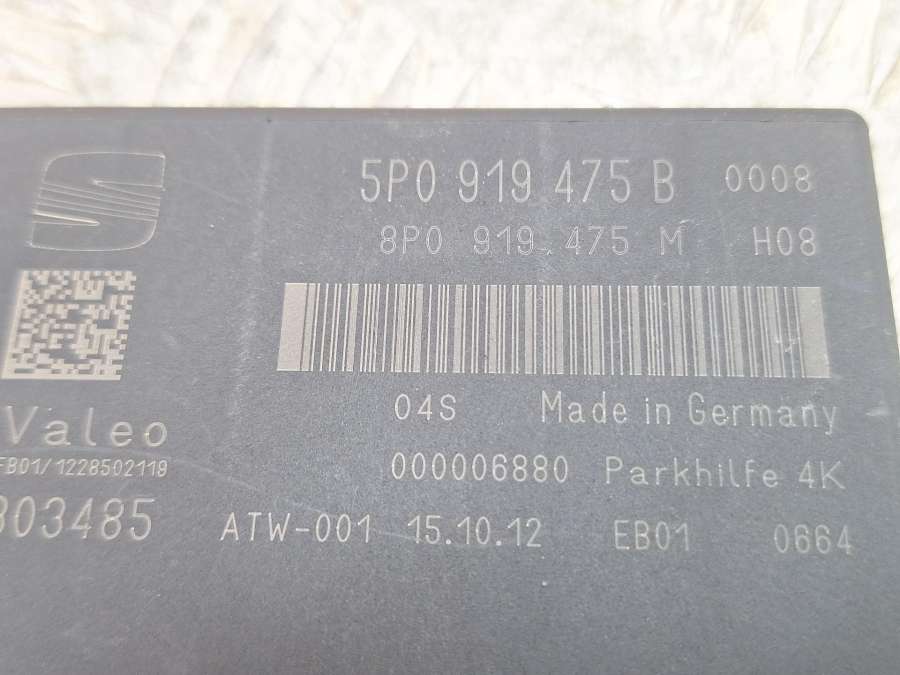 5P0 919 475 B 0008
8P0 919 475 M H08
04S Made in Germany
Valeo
000006880 Parkhilfe 4K
FB01/1228502119
803485
ATW-001 15.10.12 EB01 0664